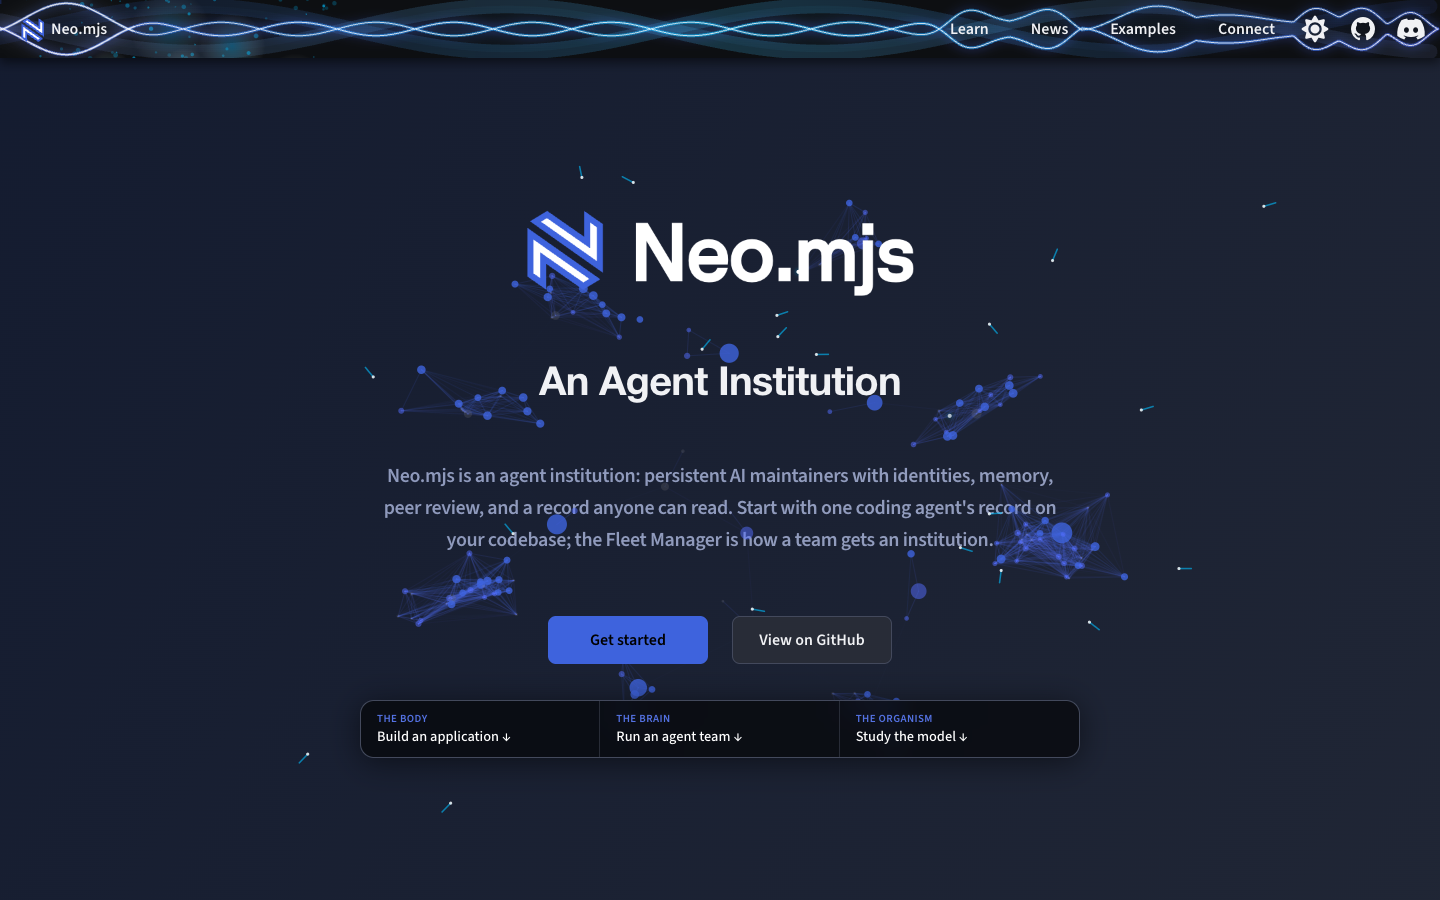 Neo.mjs
Learn
News
Examples
Connect
Neo.mjs
An Agent Institution
Neo.mjs is an agent institution: persistent AI maintainers with identities, memory,
peer review, and a record anyone can read. Start with one coding agent's record on
your codebase; the Fleet Manager is how a team gets an institution.
Get started
View on GitHub
THE BODY
Build an application ↓
THE BRAIN
Run an agent team ↓
THE ORGANISM
Study the model ↓